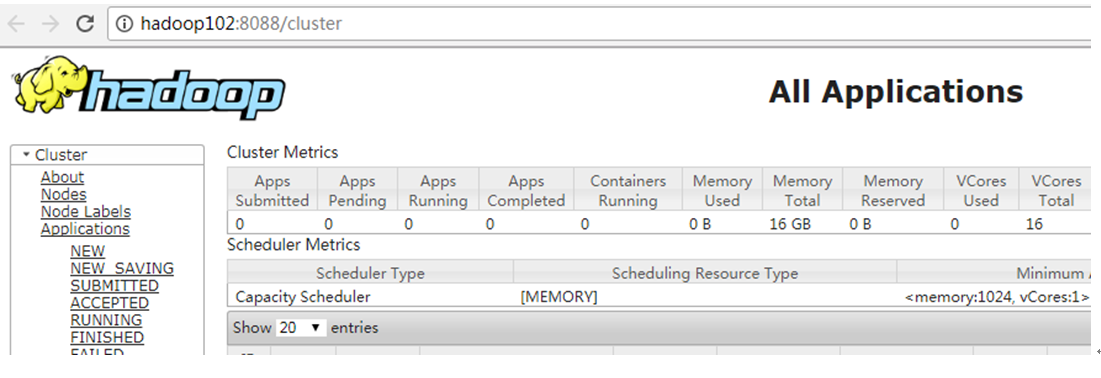 hadoop102:8088/cluster
hadoop
All Applications
Cluster
About
Nodes
Node Labels
Applications
NEW
NEW_SAVING
SUBMITTED
ACCEPTED
RUNNING
FINISHED
FAILED
Cluster Metrics
Apps Submitted Apps Pending Apps Running Apps Completed Containers Running Memory Used Memory Total Memory Reserved VCores Used VCores Total
0 0 0 0 0 0 B 16 GB 0 B 0 16
Scheduler Metrics
Scheduler Type Scheduling Resource Type Minimum
Capacity Scheduler [MEMORY] <memory:1024, vCores:1>
Show 20 entries